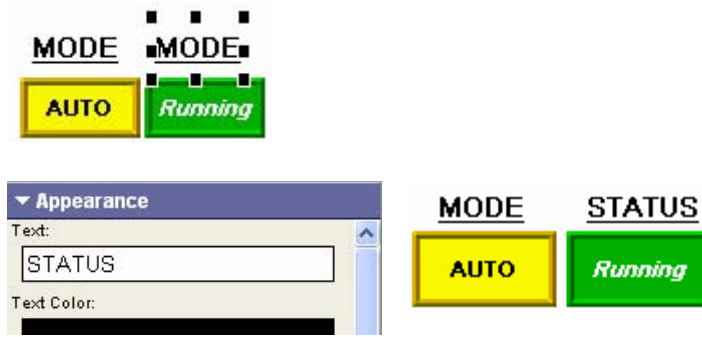 MODE MODE
AUTO Running
Appearance
Text:
STATUS
Text Color:
MODE STATUS
AUTO Running